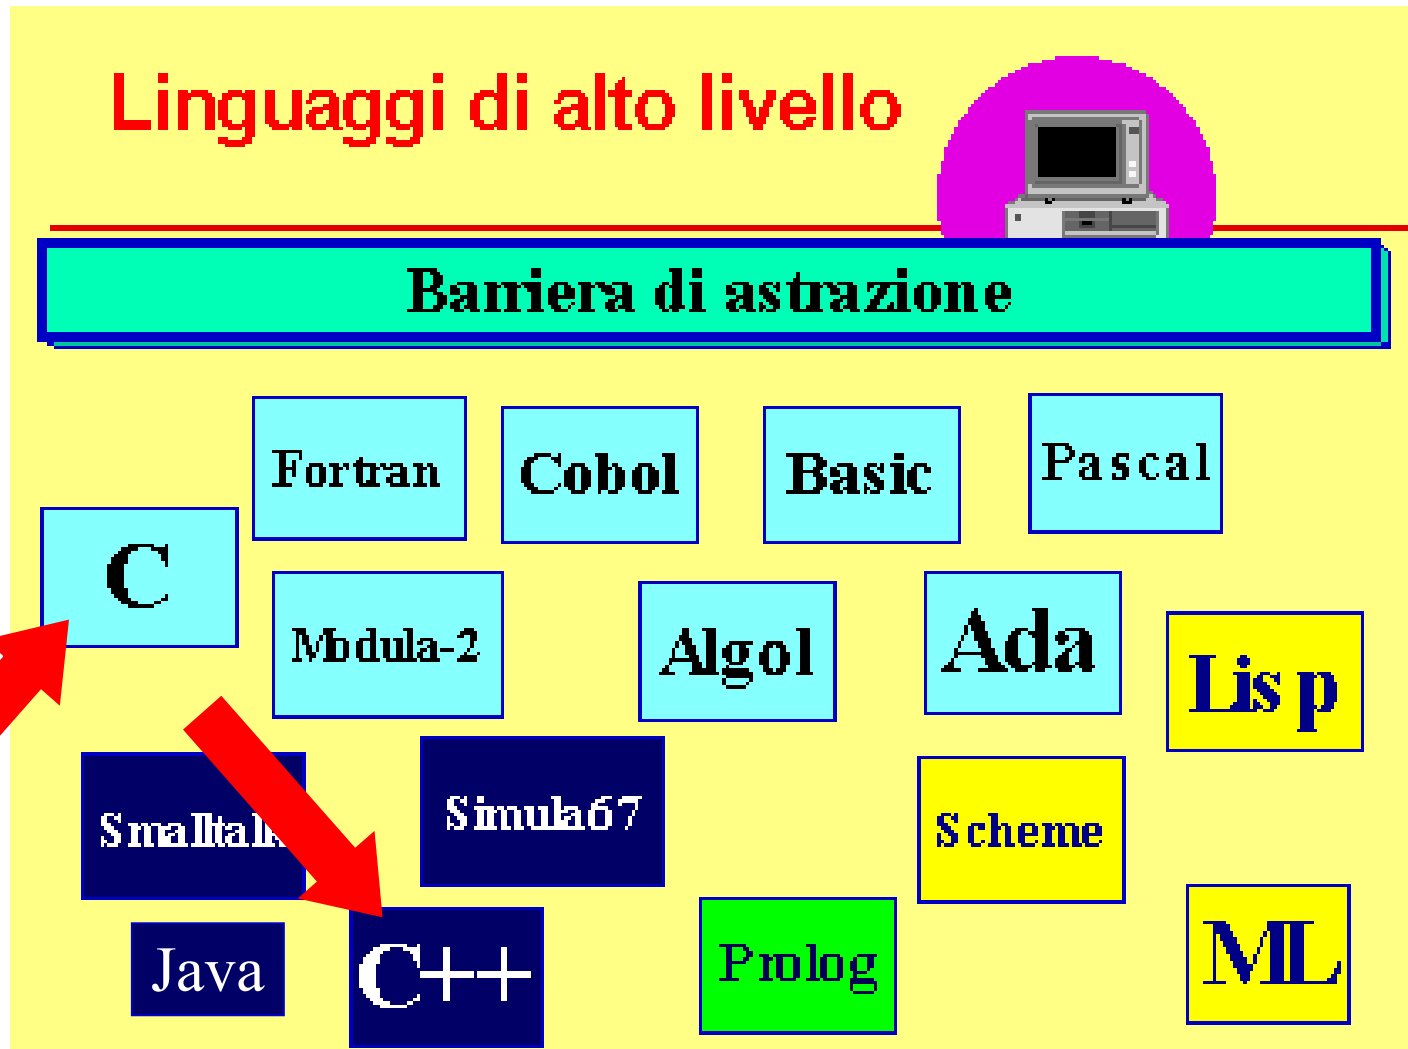 Linguaggi di alto livello
Barriera di astrazione
Fortran
Cobol
Basic
Pascal
C
Modula-2
Algol
Ada
Lisp
Smalltalk
Simula67
Scheme
Java
C++
Prolog
ML